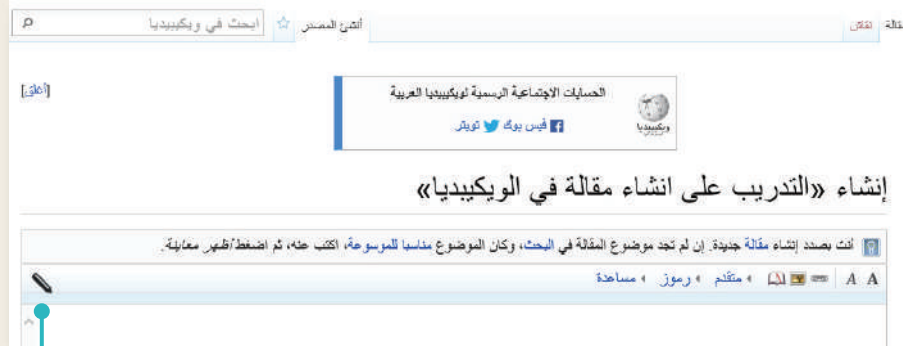 مقالة نقاش أنشئ المصدر ابحث في ويكيبيديا
[أغلق]
الحسابات الاجتماعية الرسمية لويكيبيديا العربية
فيس بوك تويتر
ويكيبيديا
إنشاء «التدريب على انشاء مقالة في الويكيبديا»
أنت بصدد إنشاء مقالة جديدة. إن لم تجد موضوع المقالة في البحث، وكان الموضوع مناسبا للموسوعة، اكتب عنه، ثم اضغط أظهر معاينة.
A A متقدم رموز مساعدة